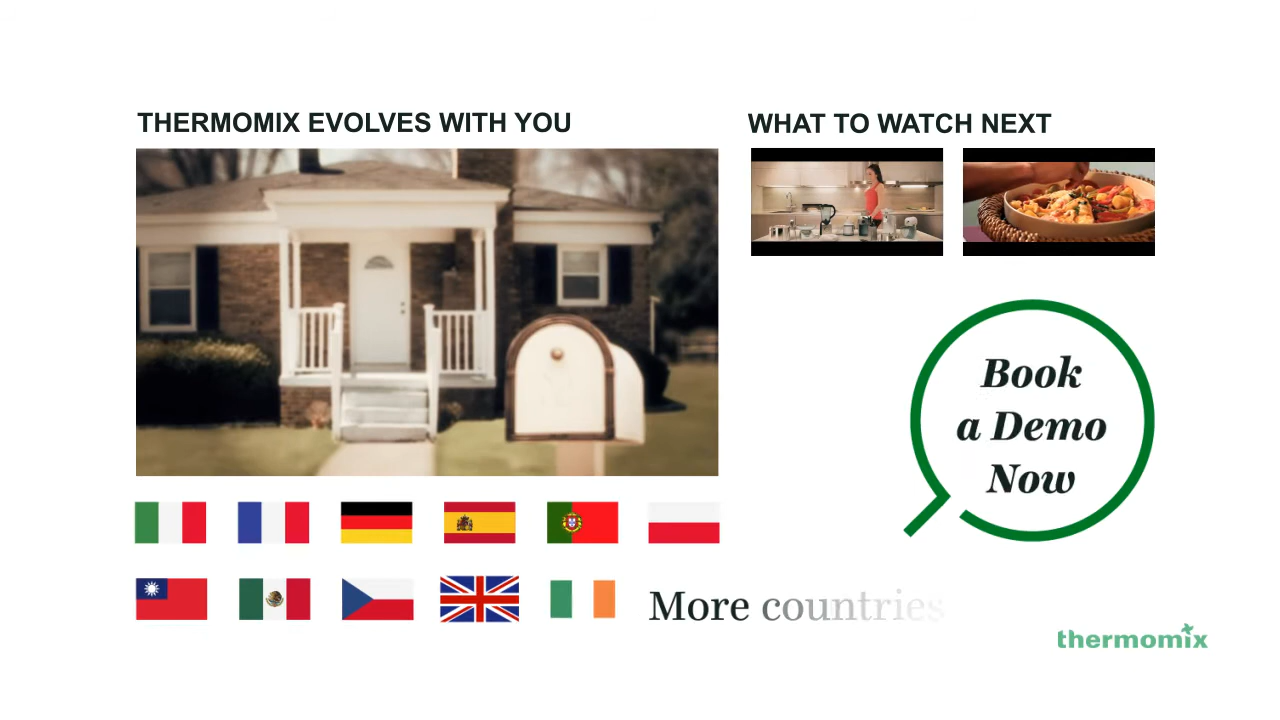 THERMOMIX EVOLVES WITH YOU
WHAT TO WATCH NEXT
Book
a Demo
Now
More countries
thermomix